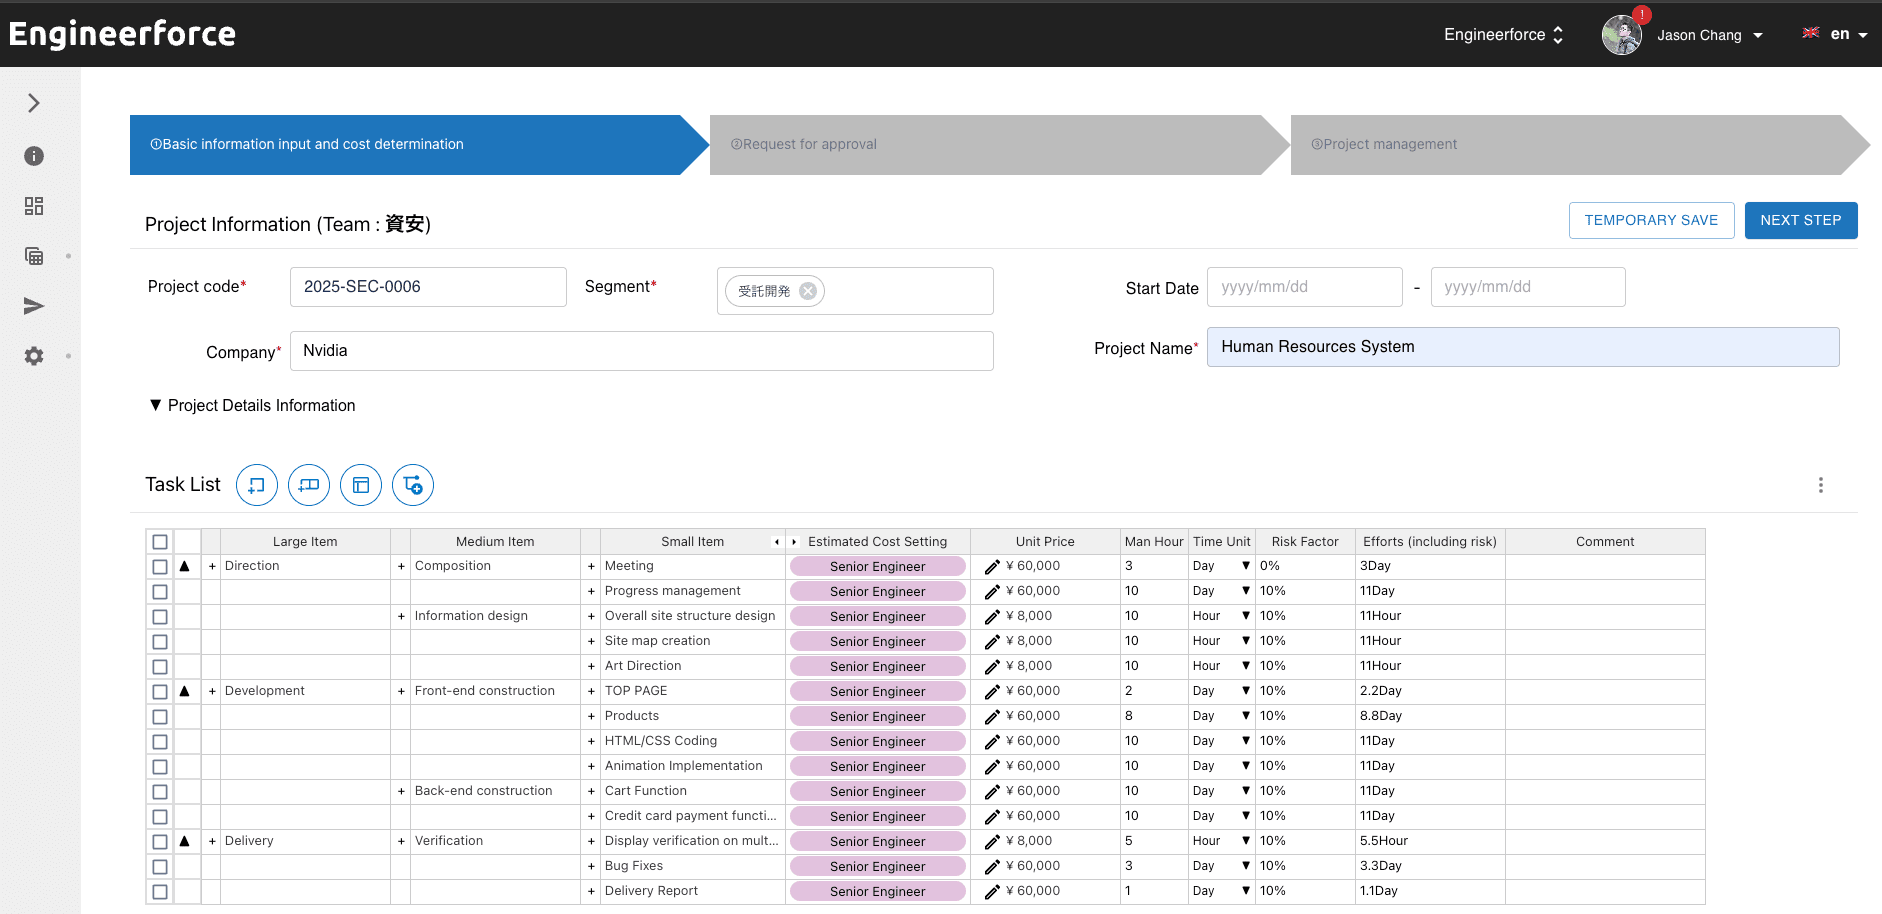 Engineerforce
Engineerforce
!
Jason Chang
en
①Basic information input and cost determination
②Request for approval
③Project management
Project Information (Team : 資安)
TEMPORARY SAVE
NEXT STEP
Project code*
2025-SEC-0006
Segment*
受託開発
Start Date
yyyy/mm/dd
-
yyyy/mm/dd
Company*
Nvidia
Project Name*
Human Resources System
▼ Project Details Information
Task List
Large Item Medium Item Small Item Estimated Cost Setting Unit Price Man Hour Time Unit Risk Factor Efforts (including risk) Comment
▲ + Direction + Composition + Meeting Senior Engineer ¥ 60,000 3 Day ▼ 0% 3Day
+ Progress management Senior Engineer ¥ 60,000 10 Day ▼ 10% 11Day
+ Information design + Overall site structure design Senior Engineer ¥ 8,000 10 Hour ▼ 10% 11Hour
+ Site map creation Senior Engineer ¥ 8,000 10 Hour ▼ 10% 11Hour
+ Art Direction Senior Engineer ¥ 8,000 10 Hour ▼ 10% 11Hour
▲ + Development + Front-end construction + TOP PAGE Senior Engineer ¥ 60,000 2 Day ▼ 10% 2.2Day
+ Products Senior Engineer ¥ 60,000 8 Day ▼ 10% 8.8Day
+ HTML/CSS Coding Senior Engineer ¥ 60,000 10 Day ▼ 10% 11Day
+ Animation Implementation Senior Engineer ¥ 60,000 10 Day ▼ 10% 11Day
+ Back-end construction + Cart Function Senior Engineer ¥ 60,000 10 Day ▼ 10% 11Day
+ Credit card payment functi... Senior Engineer ¥ 60,000 10 Day ▼ 10% 11Day
▲ + Delivery + Verification + Display verification on mult... Senior Engineer ¥ 8,000 5 Hour ▼ 10% 5.5Hour
+ Bug Fixes Senior Engineer ¥ 60,000 3 Day ▼ 10% 3.3Day
+ Delivery Report Senior Engineer ¥ 60,000 1 Day ▼ 10% 1.1Day